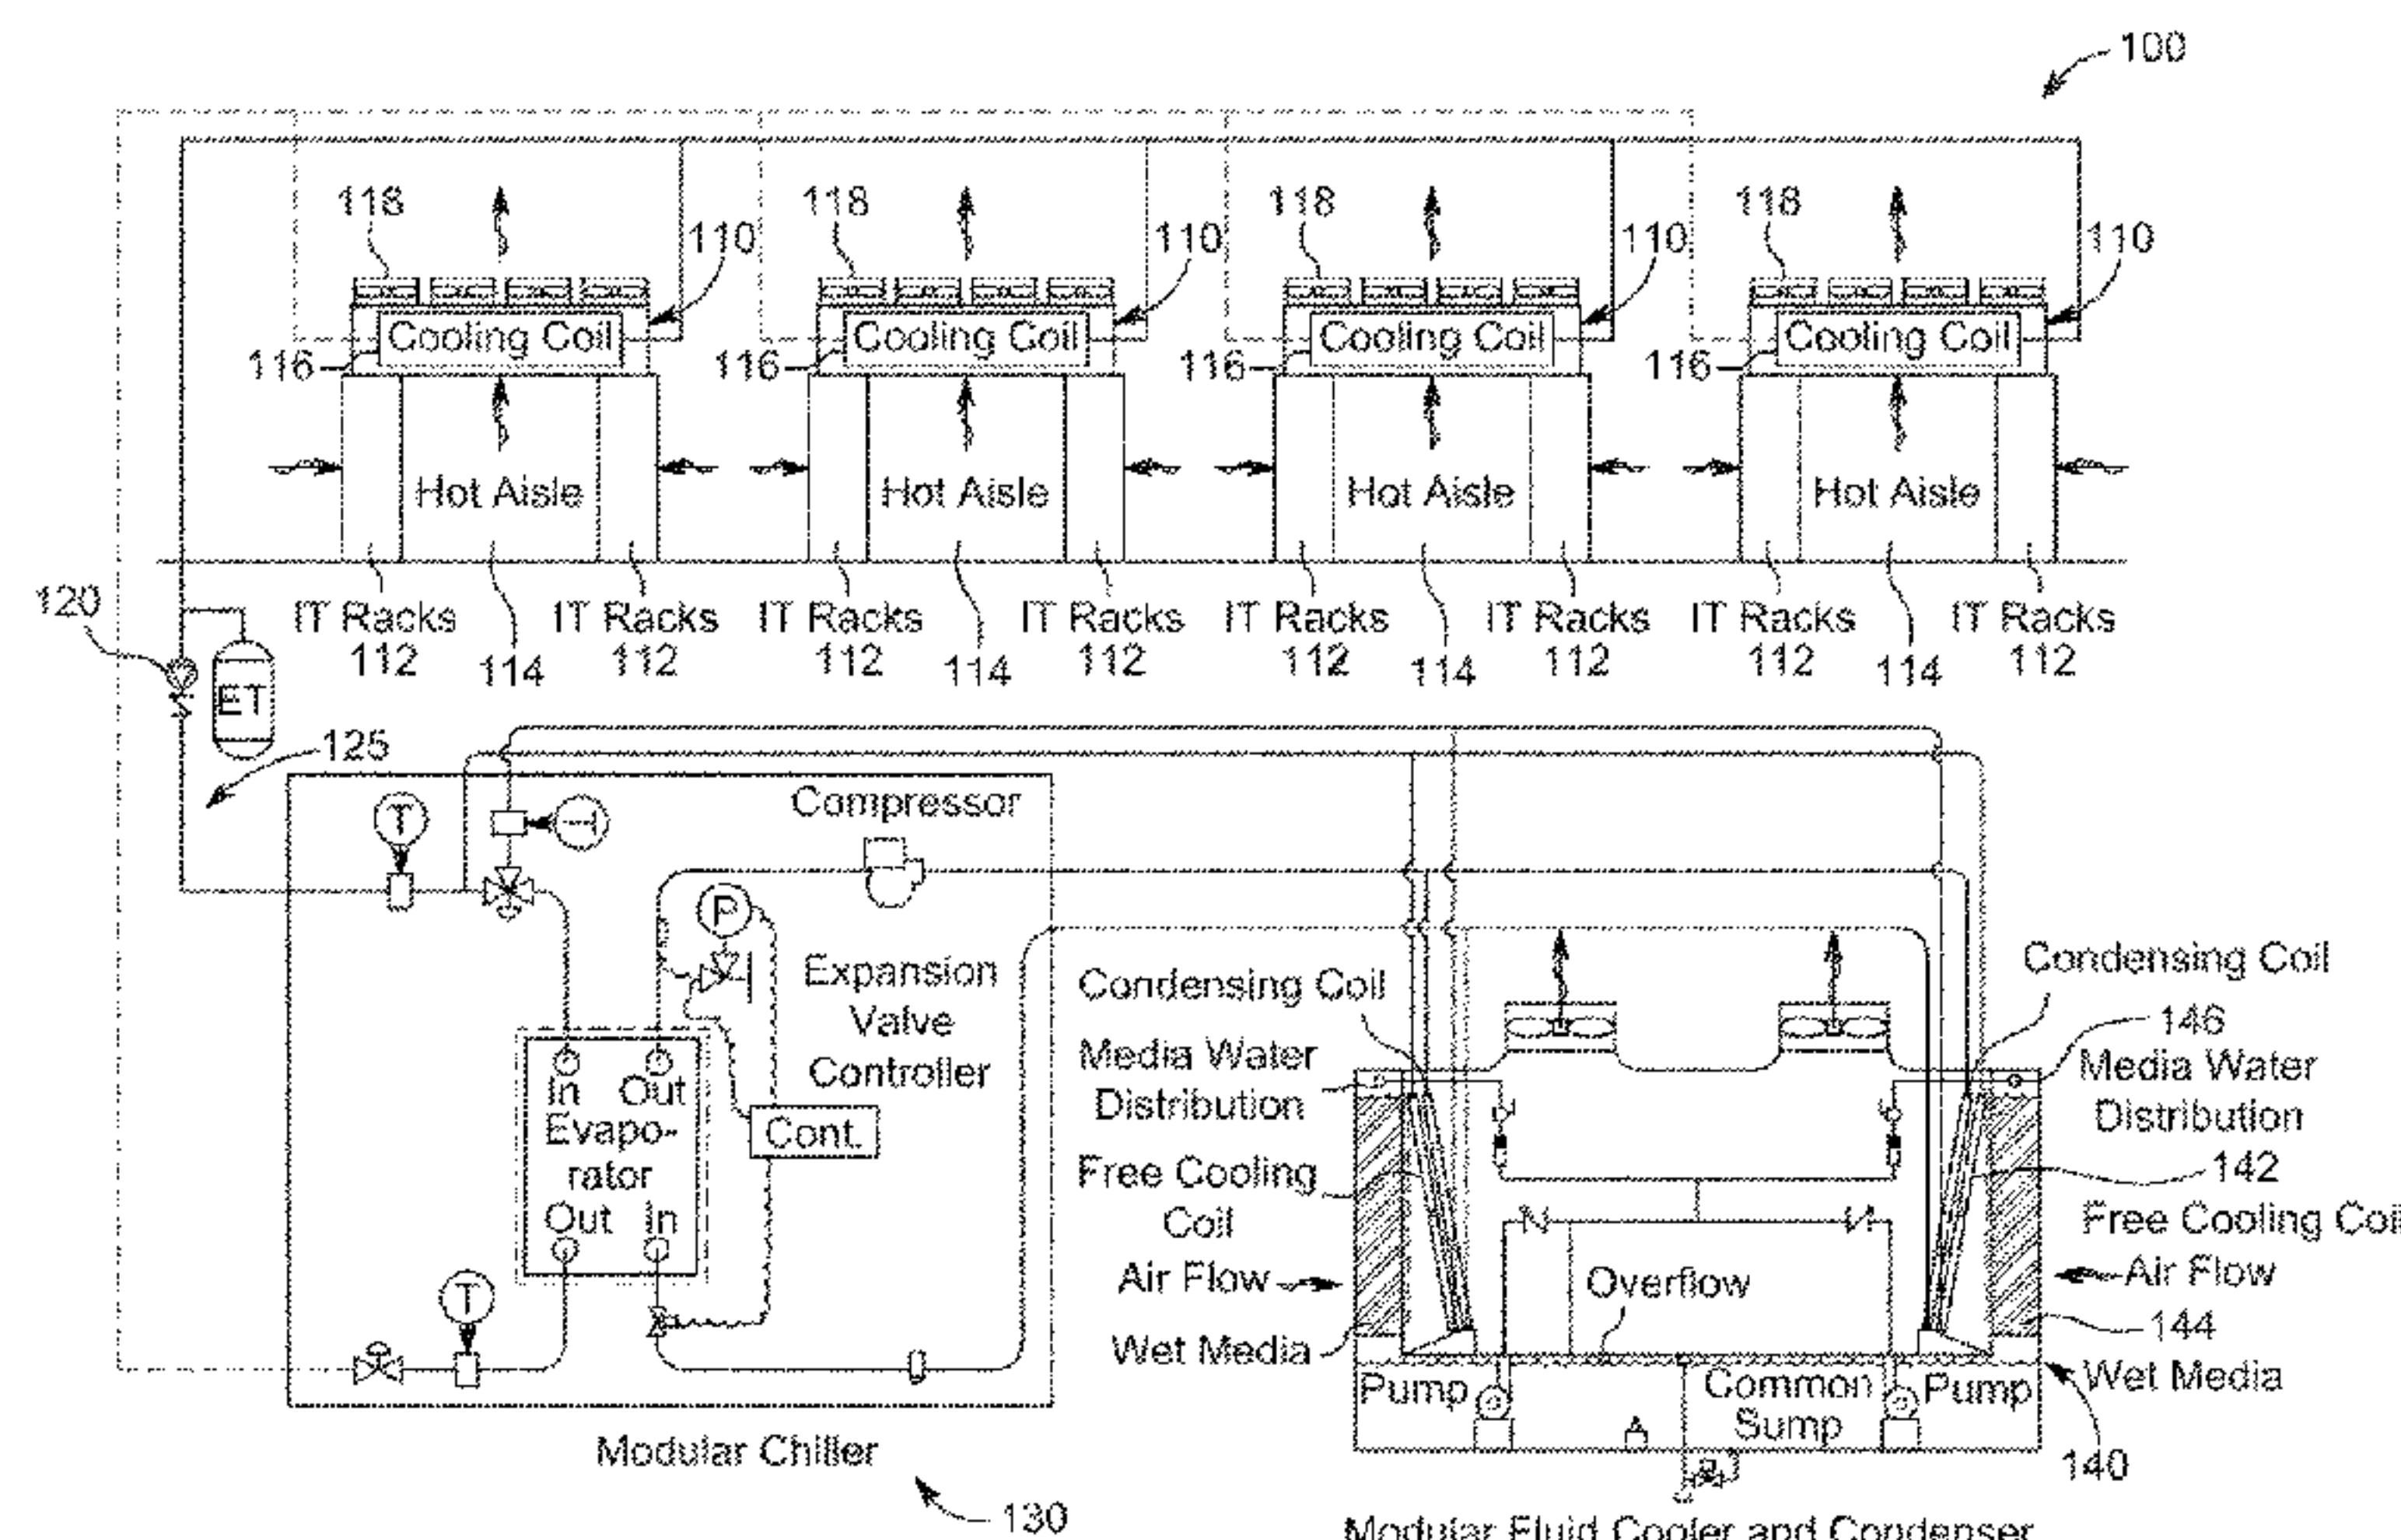 100
118 118 118 118
110 110 110 110
Cooling Coil Cooling Coil Cooling Coil Cooling Coil
116 116 116 116
Hot Aisle Hot Aisle Hot Aisle Hot Aisle
120
IT Racks IT Racks IT Racks IT Racks IT Racks IT Racks IT Racks IT Racks
112 114 112 112 114 112 112 114 112 112 114 112
ET
125
T
T
Compressor
P
Expansion
Valve
Controller
In Out
Evapo-
rator
Out In
Cont.
T
Modular Chiller
130
Condensing Coil
Media Water
Distribution
Free Cooling
Coil
Air Flow
Wet Media
Overflow
Pump
Common
Sump
Pump
Condensing Coil
146
Media Water
Distribution
142
Free Cooling Coil
Air Flow
144
Wet Media
140
Modular Fluid Cooler and Condenser